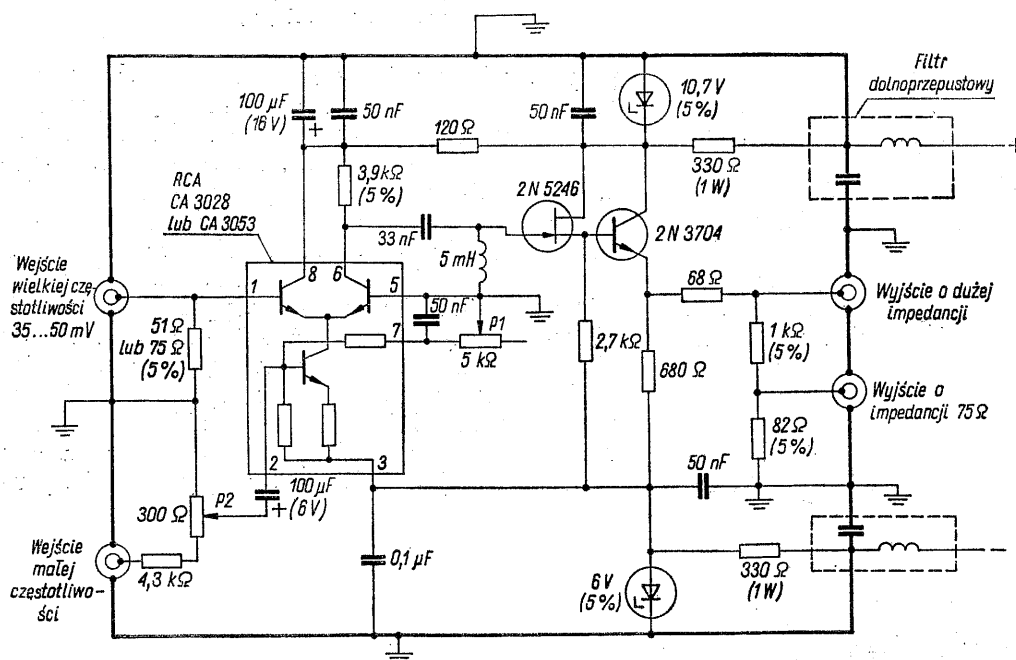 Filtr
dolnoprzepustowy
100 µF
(16 V)
+
50 nF
50 nF
10,7 V
(5%)
120 Ω
330 Ω
(1 W)
RCA
CA 3028
lub CA 3053
3,9 kΩ
(5%)
2N 5246
2N 3704
33 nF
5 mH
Wejście
wielkiej czę-
stotliwości
35...50 mV
1
8
6
5
50 nF
7
P1
5 kΩ
51 Ω
lub 75 Ω
(5%)
68 Ω
Wyjście o dużej
impedancji
2,7 kΩ
680 Ω
1 kΩ
(5%)
Wyjście o
impedancji 75 Ω
82 Ω
(5%)
2
3
50 nF
100 µF
(6 V)
+
300 Ω
P2
Wejście
małej
częstotliwo-
ści
4,3 kΩ
0,1 µF
6 V
(5%)
330 Ω
(1 W)